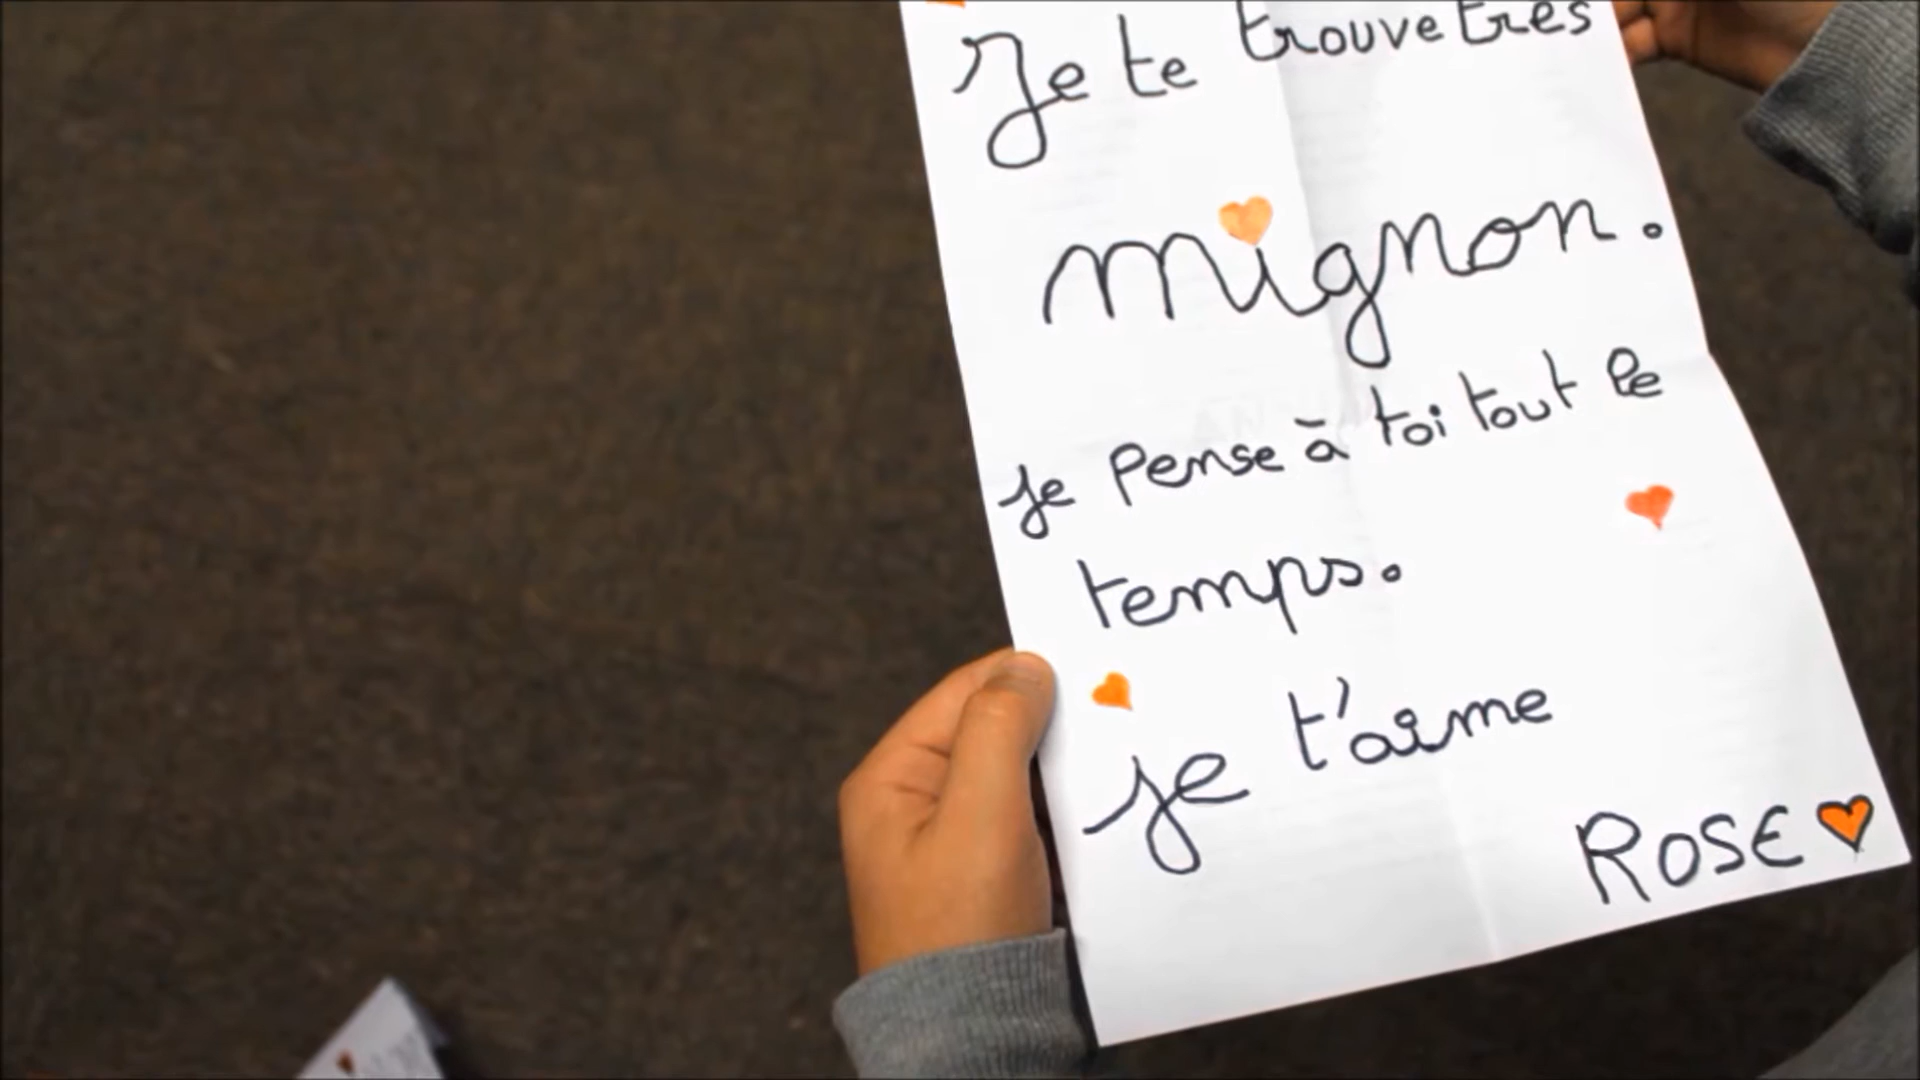 Je te trouve très
mignon.
je pense à toi tout le
temps.
je t'aime
ROSE